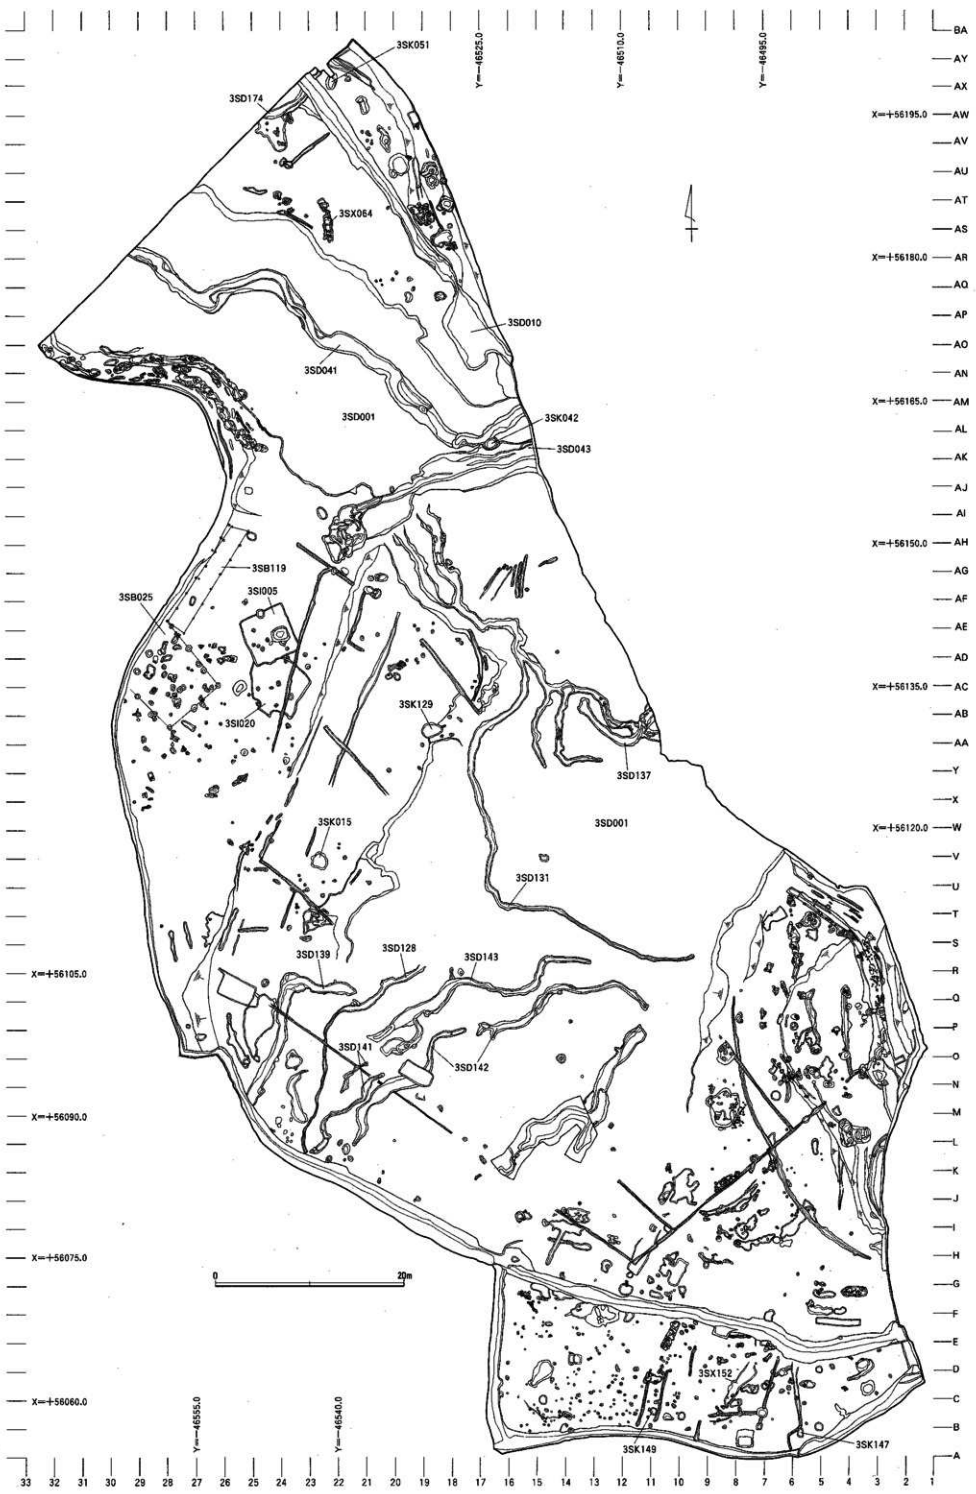 BA
AY
AX
AW
AV
AU
AT
AS
AR
AQ
AP
AO
AN
AM
AL
AK
AJ
AI
AH
AG
AF
AE
AD
AC
AB
AA
Y
X
W
V
U
T
S
R
Q
P
O
N
M
L
K
J
I
H
G
F
E
D
C
B
A
Y=-46525.0
Y=-46510.0
Y=-46495.0
X=+56195.0
X=+56180.0
X=+56165.0
X=+56150.0
X=+56135.0
X=+56120.0
3SK051
3SD174
3SX064
3SD010
3SD041
3SD001
3SK042
3SD043
3SB119
3SB025
3SI005
3SI020
3SK129
3SD137
3SD001
3SK015
3SD131
3SD139
3SD128
3SD143
3SD141
3SD142
X=+56105.0
X=+56090.0
X=+56075.0
X=+56060.0
0
20m
3SX152
3SK149
3SK147
Y=-46555.0
Y=-46540.0
33 32 31 30 29 28 27 26 25 24 23 22 21 20 19 18 17 16 15 14 13 12 11 10 9 8 7 6 5 4 3 2 1